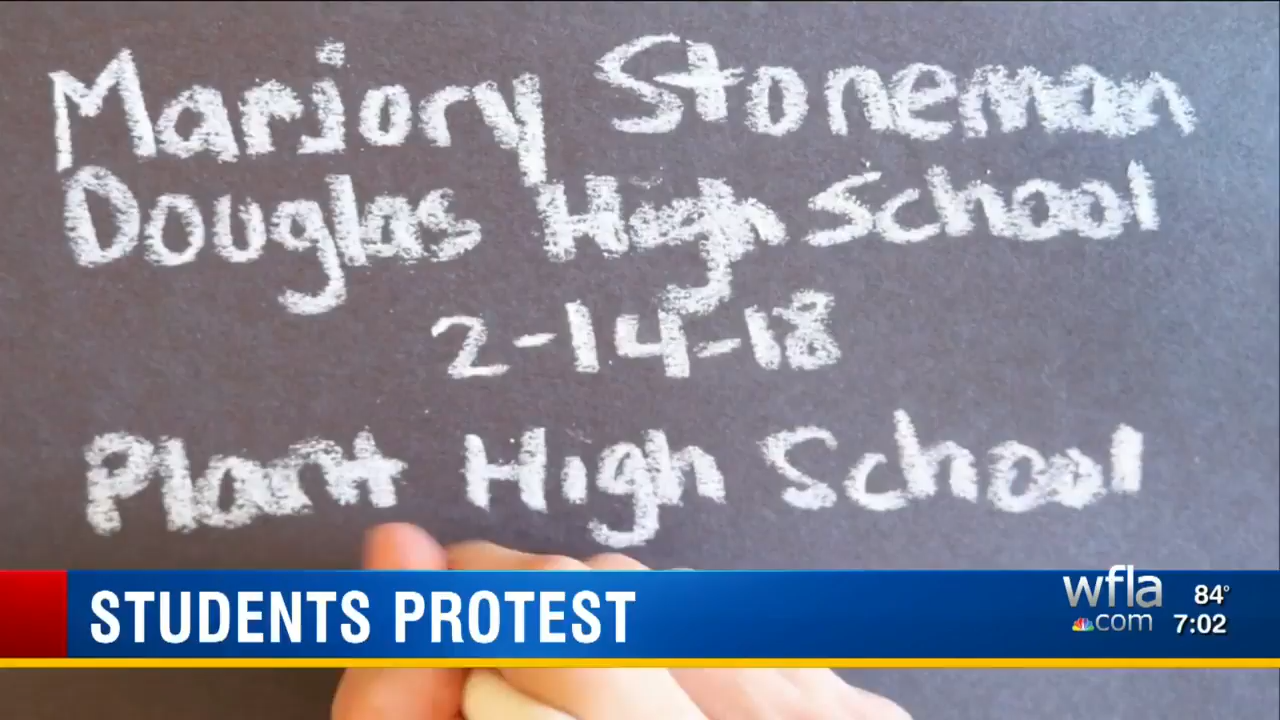 Marjory Stoneman
Douglas High School
2-14-18
Plant High School
STUDENTS PROTEST
wfla
.com
84°
7:02